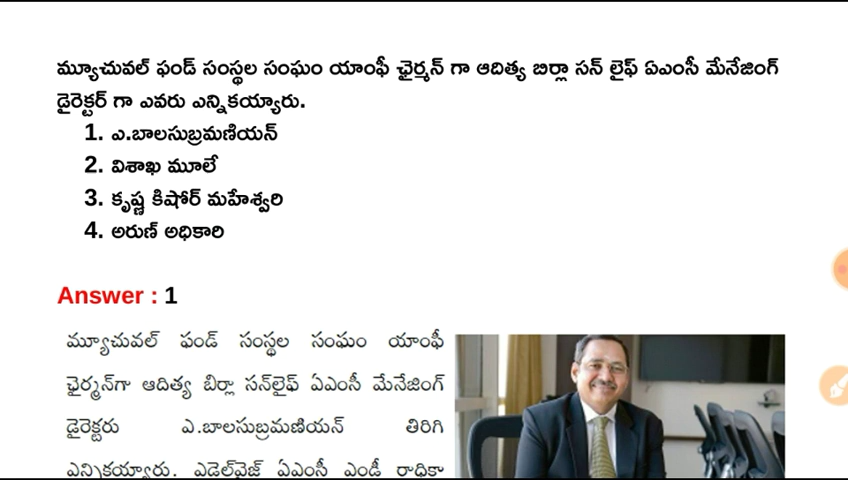 మ్యూచువల్ ఫండ్ సంస్థల సంఘం యాంఫీ ఛైర్మన్ గా ఆదిత్య బిర్లా సన్ లైఫ్ ఏఎంసీ మేనేజింగ్
డైరెక్టర్ గా ఎవరు ఎన్నికయ్యారు.
1. ఎ.బాలసుబ్రమణియన్
2. విశాఖ మూలే
3. కృష్ణ కిషోర్ మహేశ్వరి
4. అరుణ్ అధికారి
Answer : 1
మ్యూచువల్ ఫండ్ సంస్థల సంఘం యాంఫీ
ఛైర్మన్‌గా ఆదిత్య బిర్లా సన్‌లైఫ్ ఏఎంసీ మేనేజింగ్
డైరెక్టరు ఎ.బాలసుబ్రమణియన్ తిరిగి
ఎన్నికయ్యారు. ఎడెల్‌వైజ్ ఏఎంసీ ఎండీ రాధికా